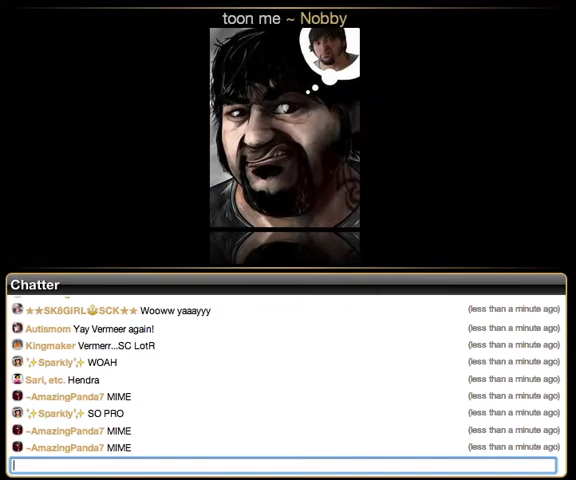 toon me ~ Nobby
Chatter
★★SK8GIRL🔱SCK★★ Wooww yaaayyy (less than a minute ago)
Autismom Yay Vermeer again! (less than a minute ago)
Kingmaker Vermerr...SC LotR (less than a minute ago)
✨Sparkly✨ WOAH (less than a minute ago)
Sari, etc. Hendra (less than a minute ago)
~AmazingPanda7 MIME (less than a minute ago)
✨Sparkly✨ SO PRO (less than a minute ago)
~AmazingPanda7 MIME (less than a minute ago)
~AmazingPanda7 MIME (less than a minute ago)